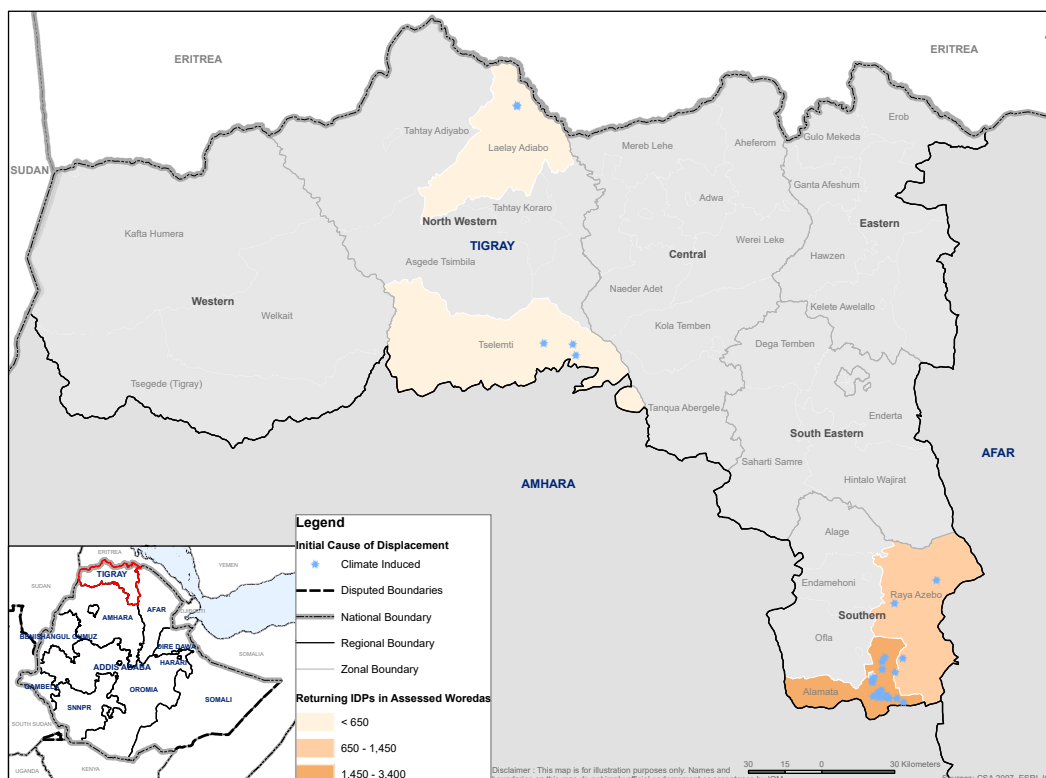 ERITREA
ERITREA
SUDAN
Erob
Gulo Mekeda
Tahtay Adiyabo
Aheferom
Laelay Adiabo
Mereb Lehe
Ganta Afeshum
Adwa
Tahtay Koraro
North Western
Eastern
Kafta Humera
TIGRAY
Werei Leke
Central
Hawzen
Asgede Tsimbila
Naeder Adet
Western
Kelete Awelallo
Welkait
Kola Temben
Tselemti
Dega Temben
Tsegede (Tigray)
Tanqua Abergele
Enderta
South Eastern
AFAR
Saharti Samre
Hintalo Wajirat
AMHARA
Alage
Endamehoni
Raya Azebo
Southern
Ofla
Alamata
Legend
Initial Cause of Displacement
Climate Induced
Disputed Boundaries
National Boundary
Regional Boundary
Zonal Boundary
Returning IDPs in Assessed Woredas
< 650
650 - 1,450
1,450 - 3,400
ERITREA
YEMEN
TIGRAY
SUDAN
AFAR
AMHARA
BENISHANGUL GUMUZ
DIRE DAWA
HARARI
SOMALIA
ADDIS ABABA
GAMBELA
OROMIA
SOMALI
SNNPR
SOUTH SUDAN
UGANDA
KENYA
30 15 0 30 Kilometers
Disclaimer : This map is for illustration purposes only. Names and